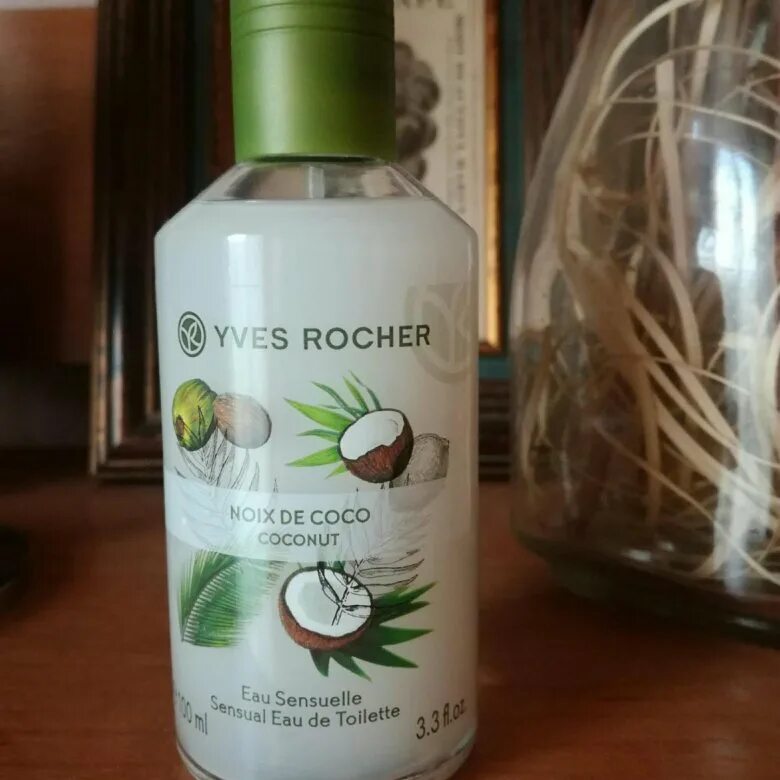 YVES ROCHER
NOIX DE COCO
COCONUT
Eau Sensuelle
Sensual Eau de Toilette
100 ml
3.3 fl.oz.